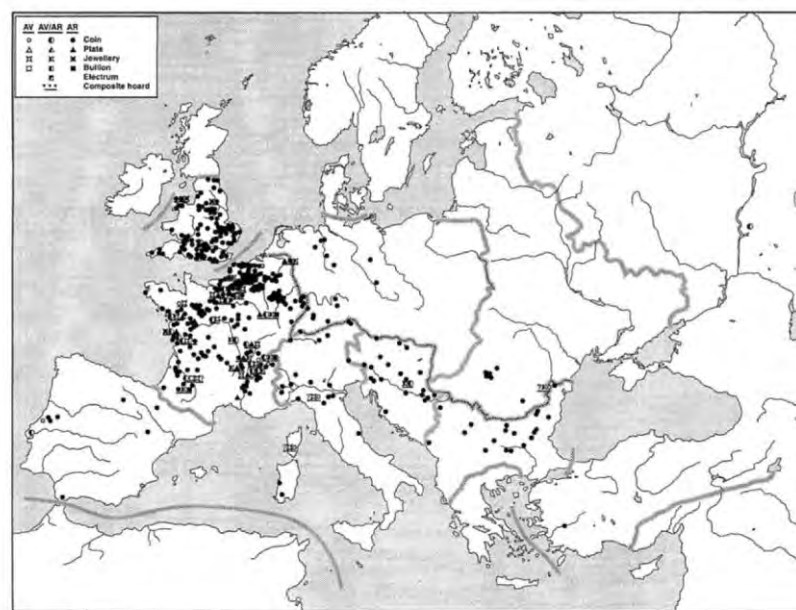 AV AV/AR AR
Coin
Plate
Jewellery
Bullion
Electrum
Composite hoard